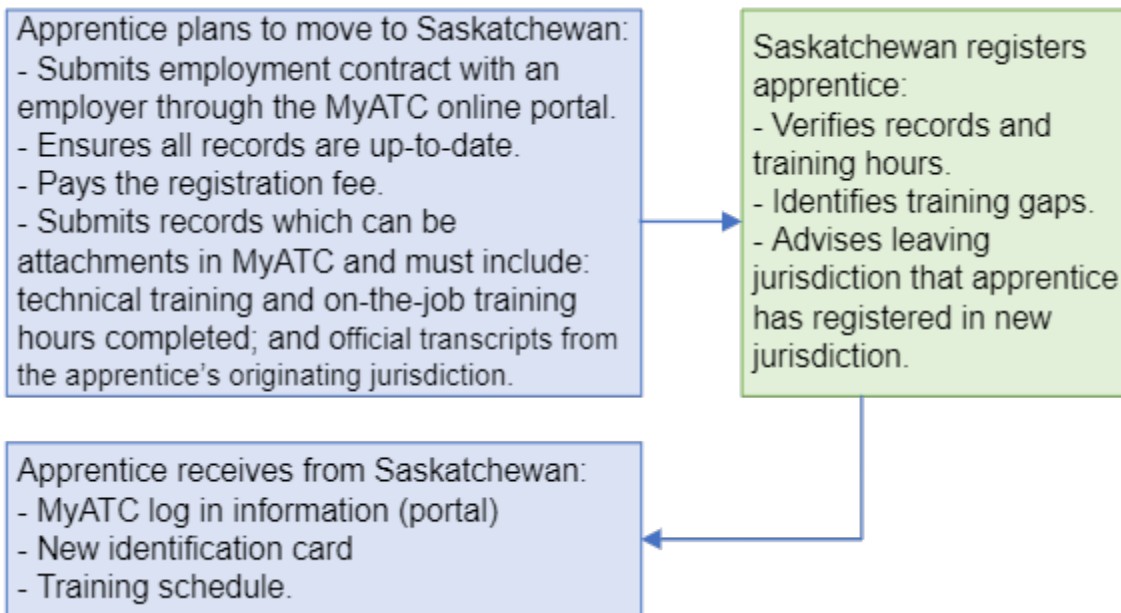 Apprentice plans to move to Saskatchewan:
- Submits employment contract with an
employer through the MyATC online portal.
- Ensures all records are up-to-date.
- Pays the registration fee.
- Submits records which can be
attachments in MyATC and must include:
technical training and on-the-job training
hours completed; and official transcripts from
the apprentice's originating jurisdiction.
Saskatchewan registers
apprentice:
- Verifies records and
training hours.
- Identifies training gaps.
- Advises leaving
jurisdiction that apprentice
has registered in new
jurisdiction.
Apprentice receives from Saskatchewan:
- MyATC log in information (portal)
- New identification card
- Training schedule.